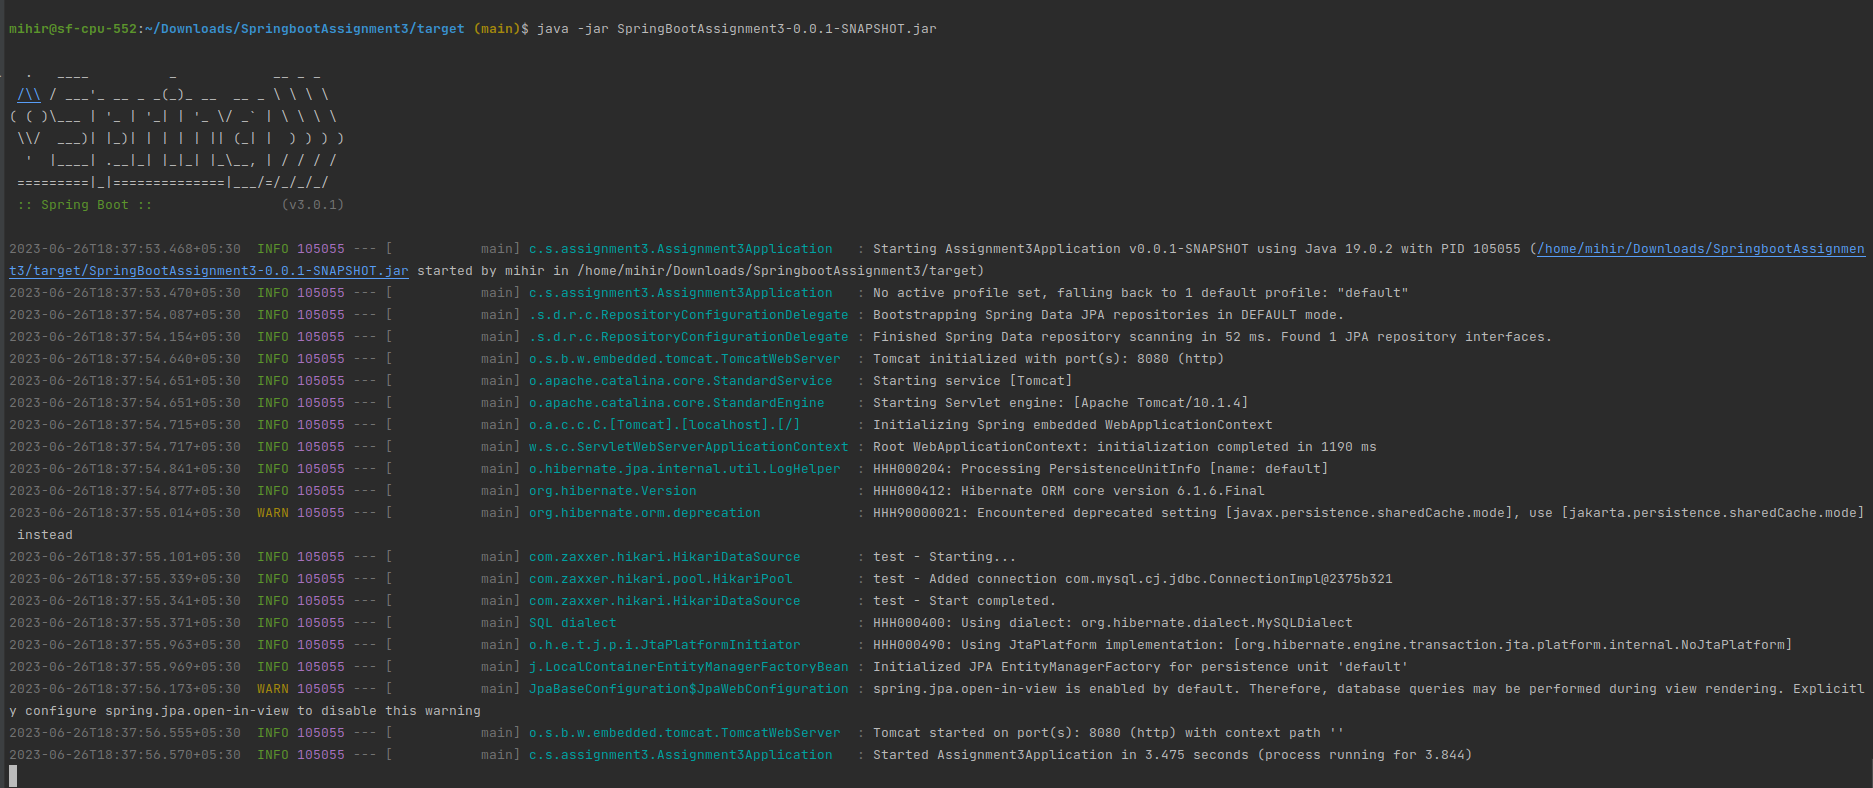 mihir@sf-cpu-552:~/Downloads/SpringbootAssignment3/target (main)$ java -jar SpringBootAssignment3-0.0.1-SNAPSHOT.jar
  .   ____          _            __ _ _
 /\\ / ___'_ __ _ _(_)_ __  __ _ \ \ \ \
( ( )\___ | '_ | '_| | '_ \/ _` | \ \ \ \
 \\/  ___)| |_)| | | | | || (_| |  ) ) ) )
  '  |____| .__|_| |_|_| |_\__, | / / / /
 =========|_|==============|___/=/_/_/_/
 :: Spring Boot ::                (v3.0.1)
2023-06-26T18:37:53.468+05:30  INFO 105055 --- [           main] c.s.assignment3.Assignment3Application   : Starting Assignment3Application v0.0.1-SNAPSHOT using Java 19.0.2 with PID 105055 (/home/mihir/Downloads/SpringbootAssignmen
t3/target/SpringBootAssignment3-0.0.1-SNAPSHOT.jar started by mihir in /home/mihir/Downloads/SpringbootAssignment3/target)
2023-06-26T18:37:53.470+05:30  INFO 105055 --- [           main] c.s.assignment3.Assignment3Application   : No active profile set, falling back to 1 default profile: "default"
2023-06-26T18:37:54.087+05:30  INFO 105055 --- [           main] .s.d.r.c.RepositoryConfigurationDelegate : Bootstrapping Spring Data JPA repositories in DEFAULT mode.
2023-06-26T18:37:54.154+05:30  INFO 105055 --- [           main] .s.d.r.c.RepositoryConfigurationDelegate : Finished Spring Data repository scanning in 52 ms. Found 1 JPA repository interfaces.
2023-06-26T18:37:54.640+05:30  INFO 105055 --- [           main] o.s.b.w.embedded.tomcat.TomcatWebServer  : Tomcat initialized with port(s): 8080 (http)
2023-06-26T18:37:54.651+05:30  INFO 105055 --- [           main] o.apache.catalina.core.StandardService   : Starting service [Tomcat]
2023-06-26T18:37:54.651+05:30  INFO 105055 --- [           main] o.apache.catalina.core.StandardEngine    : Starting Servlet engine: [Apache Tomcat/10.1.4]
2023-06-26T18:37:54.715+05:30  INFO 105055 --- [           main] o.a.c.c.C.[Tomcat].[localhost].[/]       : Initializing Spring embedded WebApplicationContext
2023-06-26T18:37:54.717+05:30  INFO 105055 --- [           main] w.s.c.ServletWebServerApplicationContext : Root WebApplicationContext: initialization completed in 1190 ms
2023-06-26T18:37:54.841+05:30  INFO 105055 --- [           main] o.hibernate.jpa.internal.util.LogHelper  : HHH000204: Processing PersistenceUnitInfo [name: default]
2023-06-26T18:37:54.877+05:30  INFO 105055 --- [           main] org.hibernate.Version                    : HHH000412: Hibernate ORM core version 6.1.6.Final
2023-06-26T18:37:55.014+05:30  WARN 105055 --- [           main] org.hibernate.orm.deprecation            : HHH90000021: Encountered deprecated setting [javax.persistence.sharedCache.mode], use [jakarta.persistence.sharedCache.mode]
 instead
2023-06-26T18:37:55.101+05:30  INFO 105055 --- [           main] com.zaxxer.hikari.HikariDataSource       : test - Starting...
2023-06-26T18:37:55.339+05:30  INFO 105055 --- [           main] com.zaxxer.hikari.pool.HikariPool        : test - Added connection com.mysql.cj.jdbc.ConnectionImpl@2375b321
2023-06-26T18:37:55.341+05:30  INFO 105055 --- [           main] com.zaxxer.hikari.HikariDataSource       : test - Start completed.
2023-06-26T18:37:55.371+05:30  INFO 105055 --- [           main] SQL dialect                              : HHH000400: Using dialect: org.hibernate.dialect.MySQLDialect
2023-06-26T18:37:55.963+05:30  INFO 105055 --- [           main] o.h.e.t.j.p.i.JtaPlatformInitiator       : HHH000490: Using JtaPlatform implementation: [org.hibernate.engine.transaction.jta.platform.internal.NoJtaPlatform]
2023-06-26T18:37:55.969+05:30  INFO 105055 --- [           main] j.LocalContainerEntityManagerFactoryBean : Initialized JPA EntityManagerFactory for persistence unit 'default'
2023-06-26T18:37:56.173+05:30  WARN 105055 --- [           main] JpaBaseConfiguration$JpaWebConfiguration : spring.jpa.open-in-view is enabled by default. Therefore, database queries may be performed during view rendering. Explicitl
y configure spring.jpa.open-in-view to disable this warning
2023-06-26T18:37:56.555+05:30  INFO 105055 --- [           main] o.s.b.w.embedded.tomcat.TomcatWebServer  : Tomcat started on port(s): 8080 (http) with context path ''
2023-06-26T18:37:56.570+05:30  INFO 105055 --- [           main] c.s.assignment3.Assignment3Application   : Started Assignment3Application in 3.475 seconds (process running for 3.844)